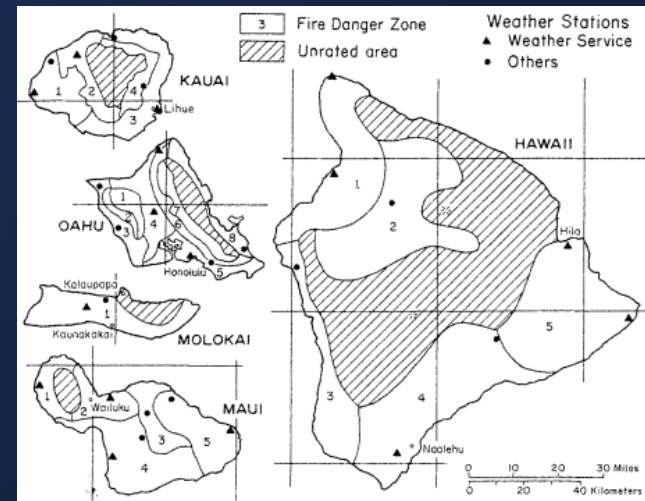 3 Fire Danger Zone
Unrated area
Weather Stations
Weather Service
Others
KAUAI
1
2
4
3
Lihue
OAHU
1
2
3
4
7
6
8
5
Honolulu
Kalaupapa
1
Kaunakakai
MOLOKAI
1
2
Wailuku
MAUI
3
5
4
HAWAII
1
2
Hilo
5
3
4
Naalehu
0 10 20 30 Miles
0 20 40 Kilometers